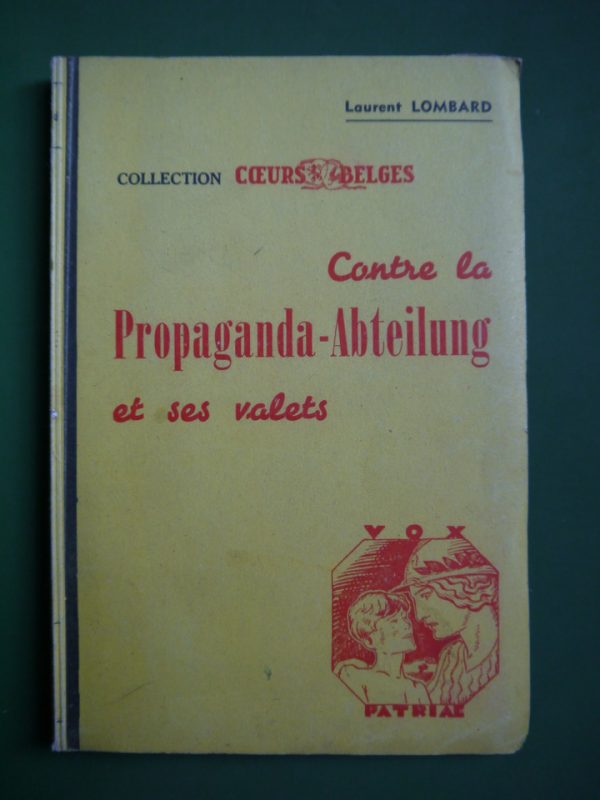 Laurent LOMBARD
COLLECTION CŒURS BELGES
Contre la
Propaganda-Abteilung
et ses valets
VOX
PATRIAE